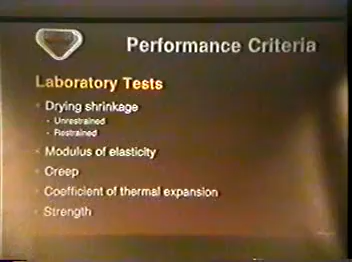 Performance Criteria
Laboratory Tests
Drying shrinkage
Unrestrained
Restrained
Modulus of elasticity
Creep
Coefficient of thermal expansion
Strength